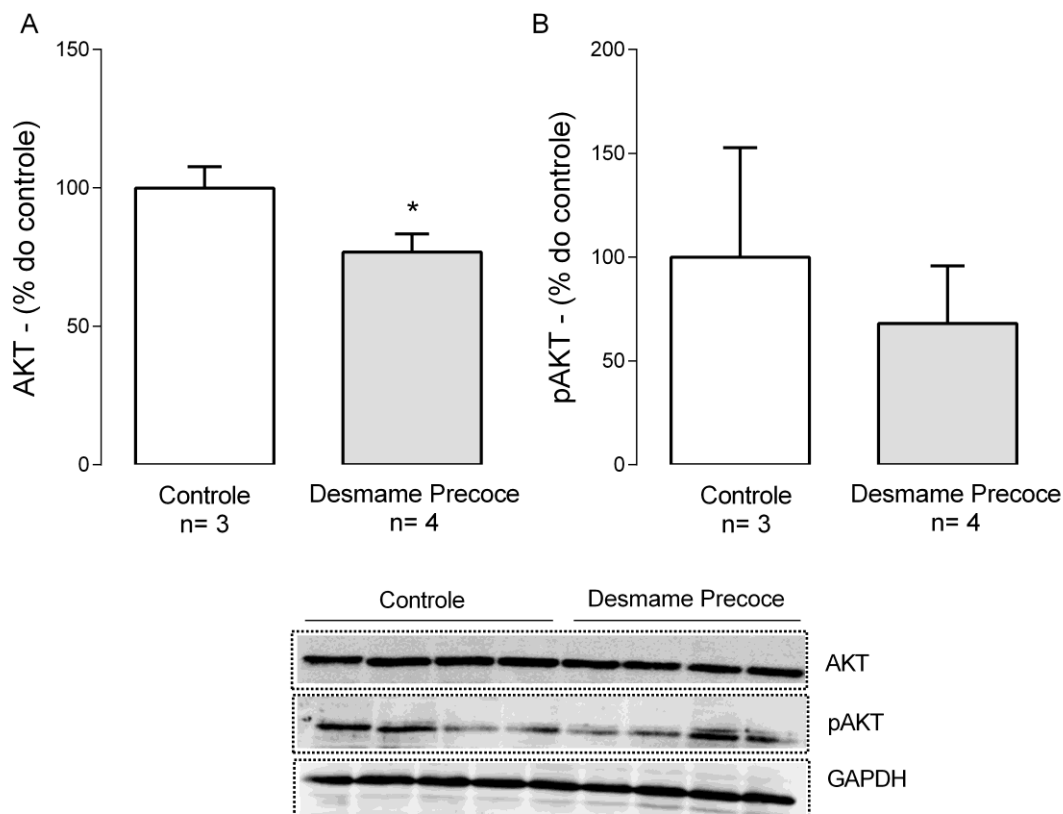 A
150
100
50
0
AKT - (% do controle)
*
Controle
n= 3
Desmame Precoce
n= 4
B
200
150
100
50
0
pAKT - (% do controle)
Controle
n= 3
Desmame Precoce
n= 4
Controle
Desmame Precoce
AKT
pAKT
GAPDH